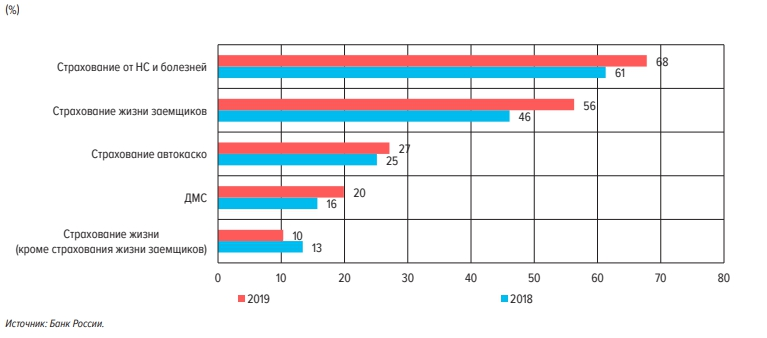 (%)
Страхование от НС и болезней
68
61
Страхование жизни заемщиков
56
46
Страхование автокаско
27
25
ДМС
20
16
Страхование жизни
(кроме страхования жизни заемщиков)
10
13
0 10 20 30 40 50 60 70 80
2019 2018
Источник: Банк России.